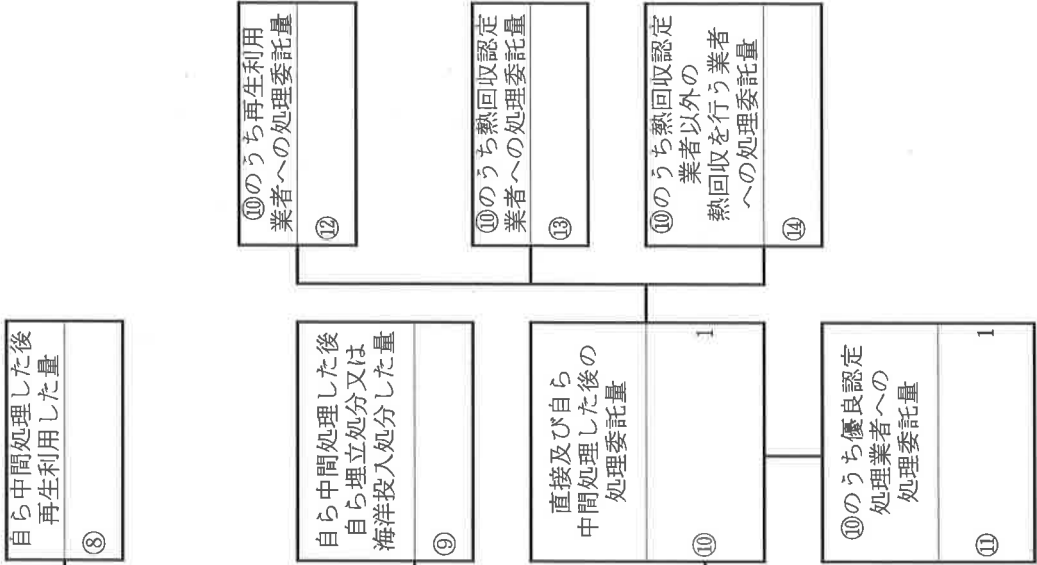 自ら中間処理した後
再生利用した量
⑧
自ら中間処理した後
自ら埋立処分又は
海洋投入処分した量
⑨
直接及び自ら
中間処理した後の
処理委託量
⑩
1
⑩のうち優良認定
処理業者への
処理委託量
⑪
1
⑩のうち再生利用
業者への処理委託量
⑫
⑩のうち熱回収認定
業者への処理委託量
⑬
⑩のうち熱回収認定
業者以外の
熱回収を行う業者
への処理委託量
⑭